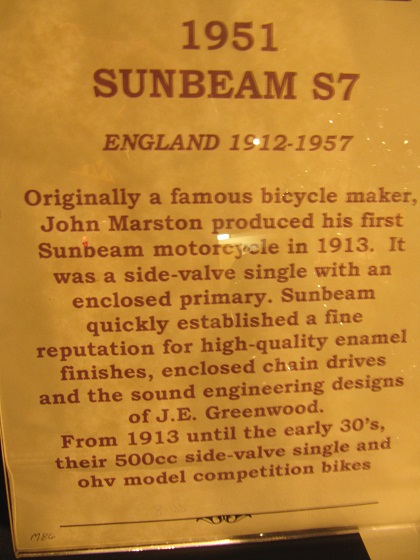 1951
SUNBEAM S7
ENGLAND 1912-1957
Originally a famous bicycle maker,
John Marston produced his first
Sunbeam motorcycle in 1913. It
was a side-valve single with an
enclosed primary. Sunbeam
quickly established a fine
reputation for high-quality enamel
finishes, enclosed chain drives
and the sound engineering designs
of J.E. Greenwood.
From 1913 until the early 30's,
their 500cc side-valve single and
ohv model competition bikes